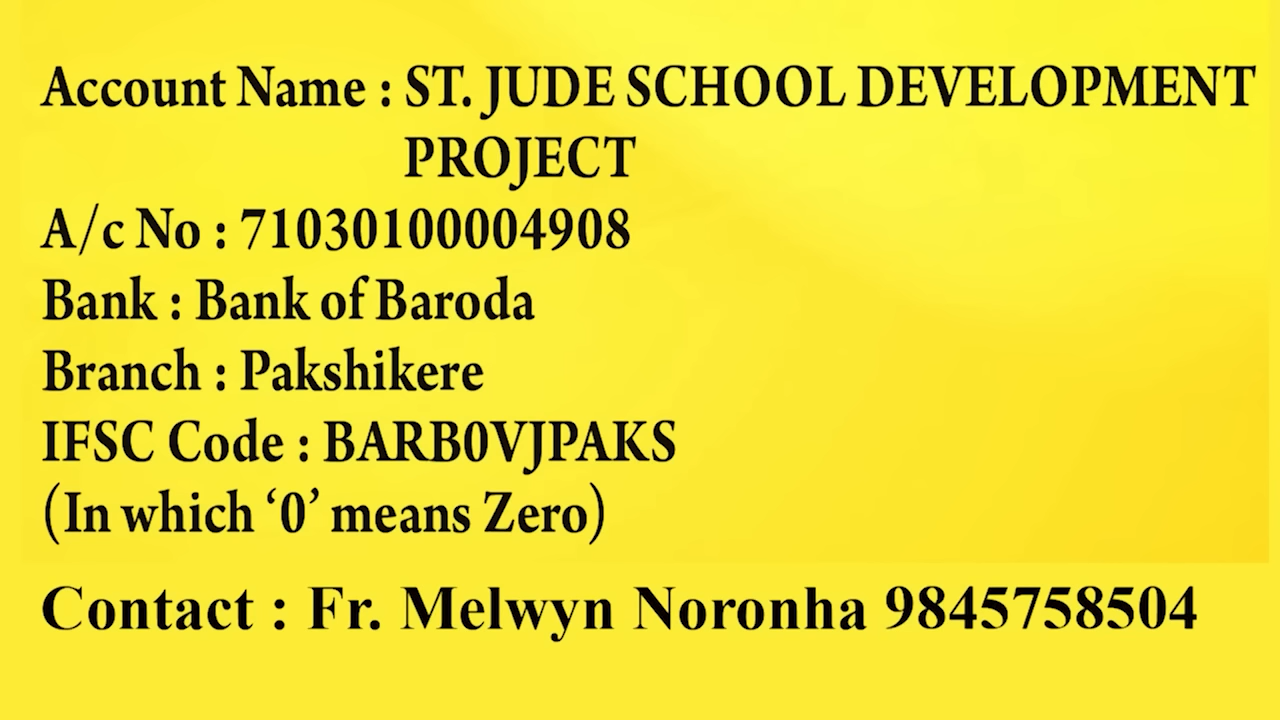 Account Name : ST. JUDE SCHOOL DEVELOPMENT
PROJECT
A/c No : 71030100004908
Bank : Bank of Baroda
Branch : Pakshikere
IFSC Code : BARB0VJPAKS
(In which ‘0’ means Zero)
Contact : Fr. Melwyn Noronha 9845758504